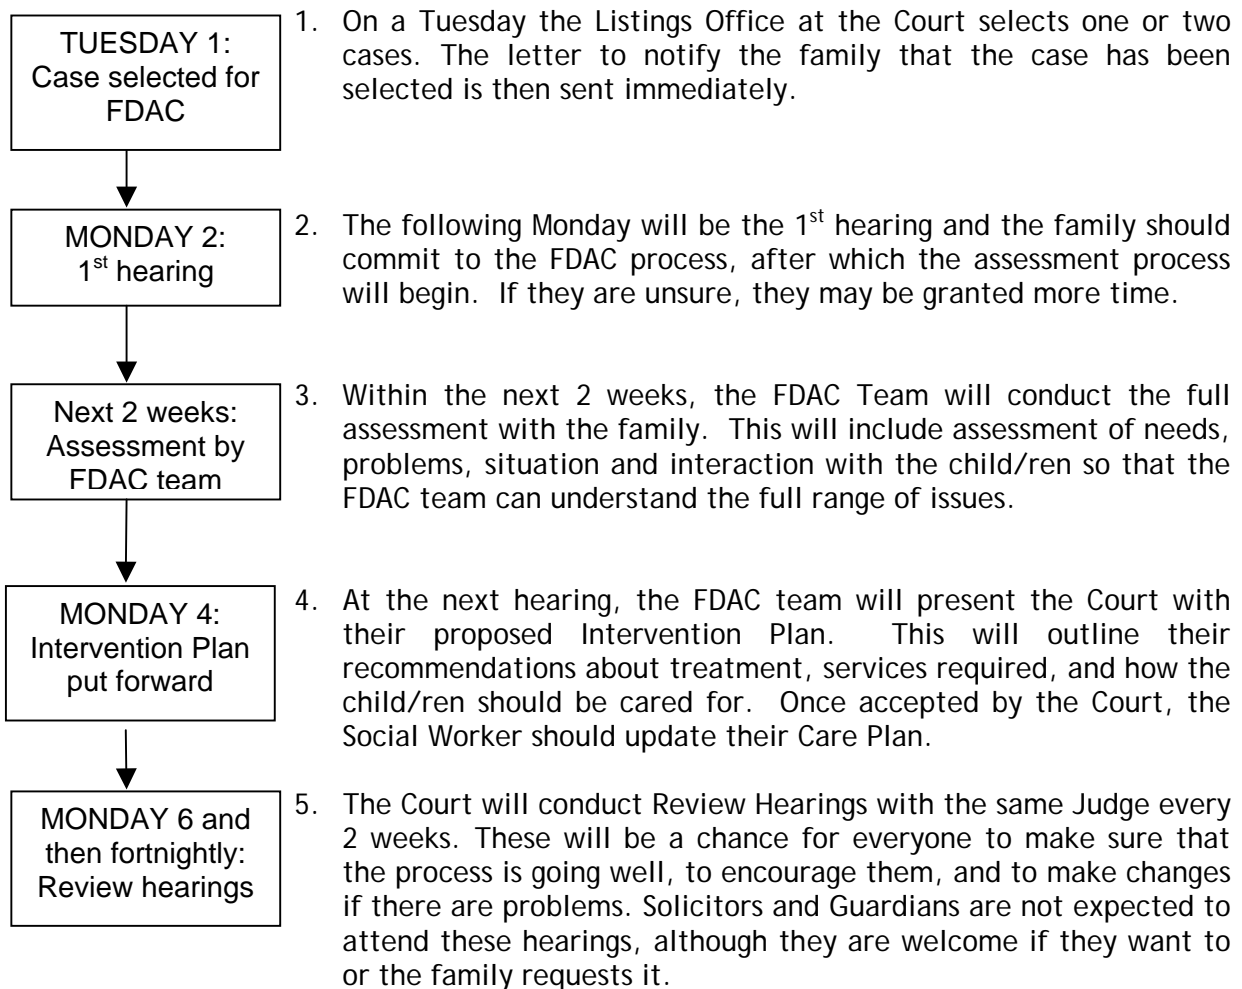 TUESDAY 1:
Case selected for
FDAC
1. On a Tuesday the Listings Office at the Court selects one or two
cases. The letter to notify the family that the case has been
selected is then sent immediately.
MONDAY 2:
1st hearing
2. The following Monday will be the 1st hearing and the family should
commit to the FDAC process, after which the assessment process
will begin. If they are unsure, they may be granted more time.
Next 2 weeks:
Assessment by
FDAC team
3. Within the next 2 weeks, the FDAC Team will conduct the full
assessment with the family. This will include assessment of needs,
problems, situation and interaction with the child/ren so that the
FDAC team can understand the full range of issues.
MONDAY 4:
Intervention Plan
put forward
4. At the next hearing, the FDAC team will present the Court with
their proposed Intervention Plan. This will outline their
recommendations about treatment, services required, and how the
child/ren should be cared for. Once accepted by the Court, the
Social Worker should update their Care Plan.
MONDAY 6 and
then fortnightly:
Review hearings
5. The Court will conduct Review Hearings with the same Judge every
2 weeks. These will be a chance for everyone to make sure that
the process is going well, to encourage them, and to make changes
if there are problems. Solicitors and Guardians are not expected to
attend these hearings, although they are welcome if they want to
or the family requests it.